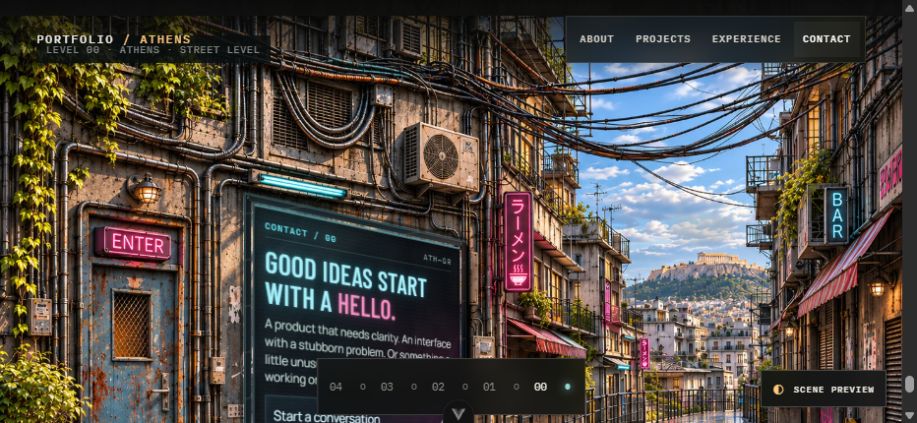 PORTFOLIO / ATHENS
LEVEL 00 · ATHENS · STREET LEVEL
ABOUT PROJECTS EXPERIENCE CONTACT
ENTER
CONTACT / 00
ATH—GR
GOOD IDEAS START
WITH A HELLO.
A product that needs clarity. An interface
with a stubborn problem. Or something
little
working
Start a conversation
ラーメン
BAR
04 03 02 01 00
SCENE PREVIEW